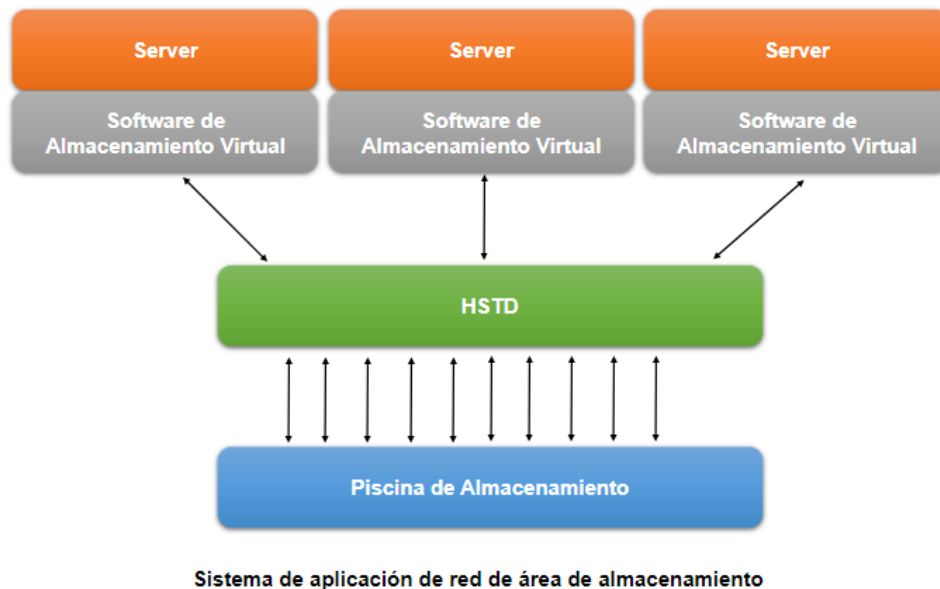 Server
Server
Server
Software de
Almacenamiento Virtual
Software de
Almacenamiento Virtual
Software de
Almacenamiento Virtual
HSTD
Piscina de Almacenamiento
Sistema de aplicación de red de área de almacenamiento